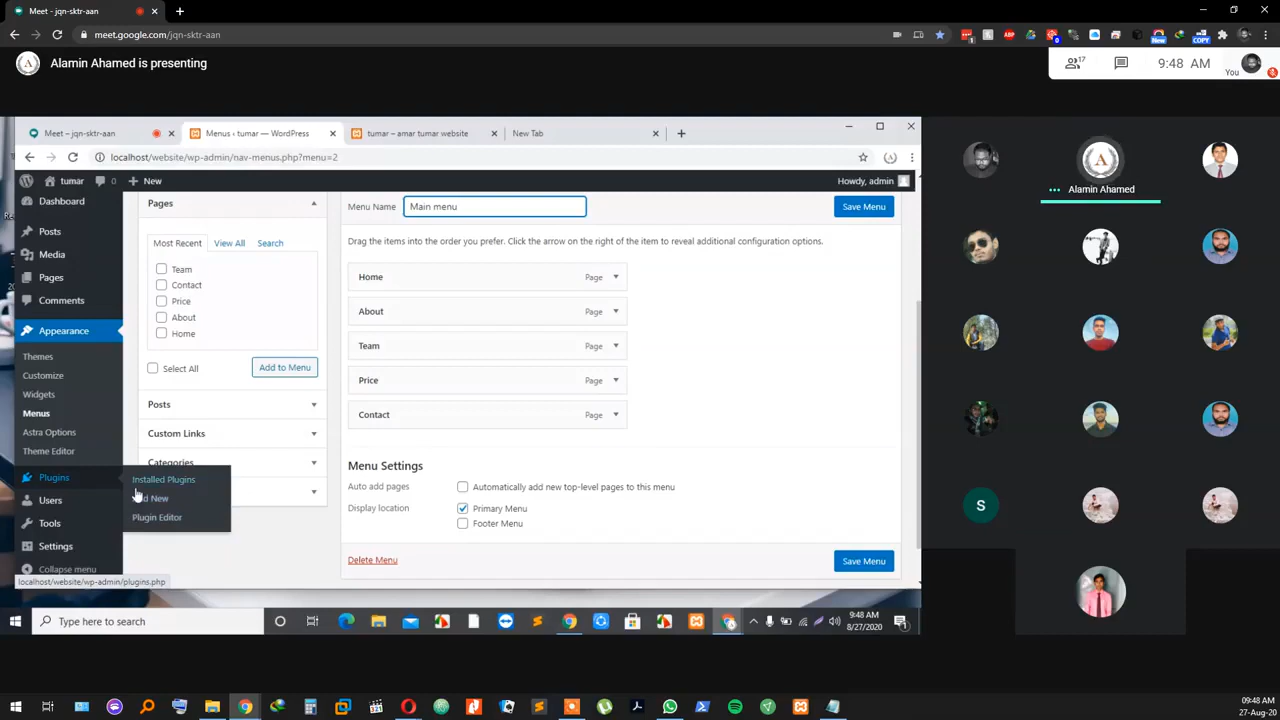 Meet - jqn-sktr-aan
meet.google.com/jqn-sktr-aan
New
COPY
Alamin Ahamed is presenting
17
9:48 AM
You
Meet – jqn-sktr-aan
Menus ‹ tumar — WordPress
tumar – amar tumar website
New Tab
localhost/website/wp-admin/nav-menus.php?menu=2
tumar
0
New
Howdy, admin
Dashboard
Posts
Media
Pages
Comments
Appearance
Themes
Customize
Widgets
Menus
Astra Options
Theme Editor
Plugins
Users
Tools
Settings
Collapse menu
Installed Plugins
Plugin Editor
localhost/website/wp-admin/plugins.php
Pages
Most Recent
View All
Search
Team
Contact
Price
About
Home
Select All
Add to Menu
Posts
Custom Links
Categories
Menu Name
Main menu
Save Menu
Drag the items into the order you prefer. Click the arrow on the right of the item to reveal additional configuration options.
Home Page
About Page
Team Page
Price Page
Contact Page
Menu Settings
Auto add pages
Automatically add new top-level pages to this menu
Display location
Primary Menu
Footer Menu
Delete Menu
Save Menu
Alamin Ahamed
S
Type here to search
9:48 AM
8/27/2020
09:48 AM
27-Aug-20